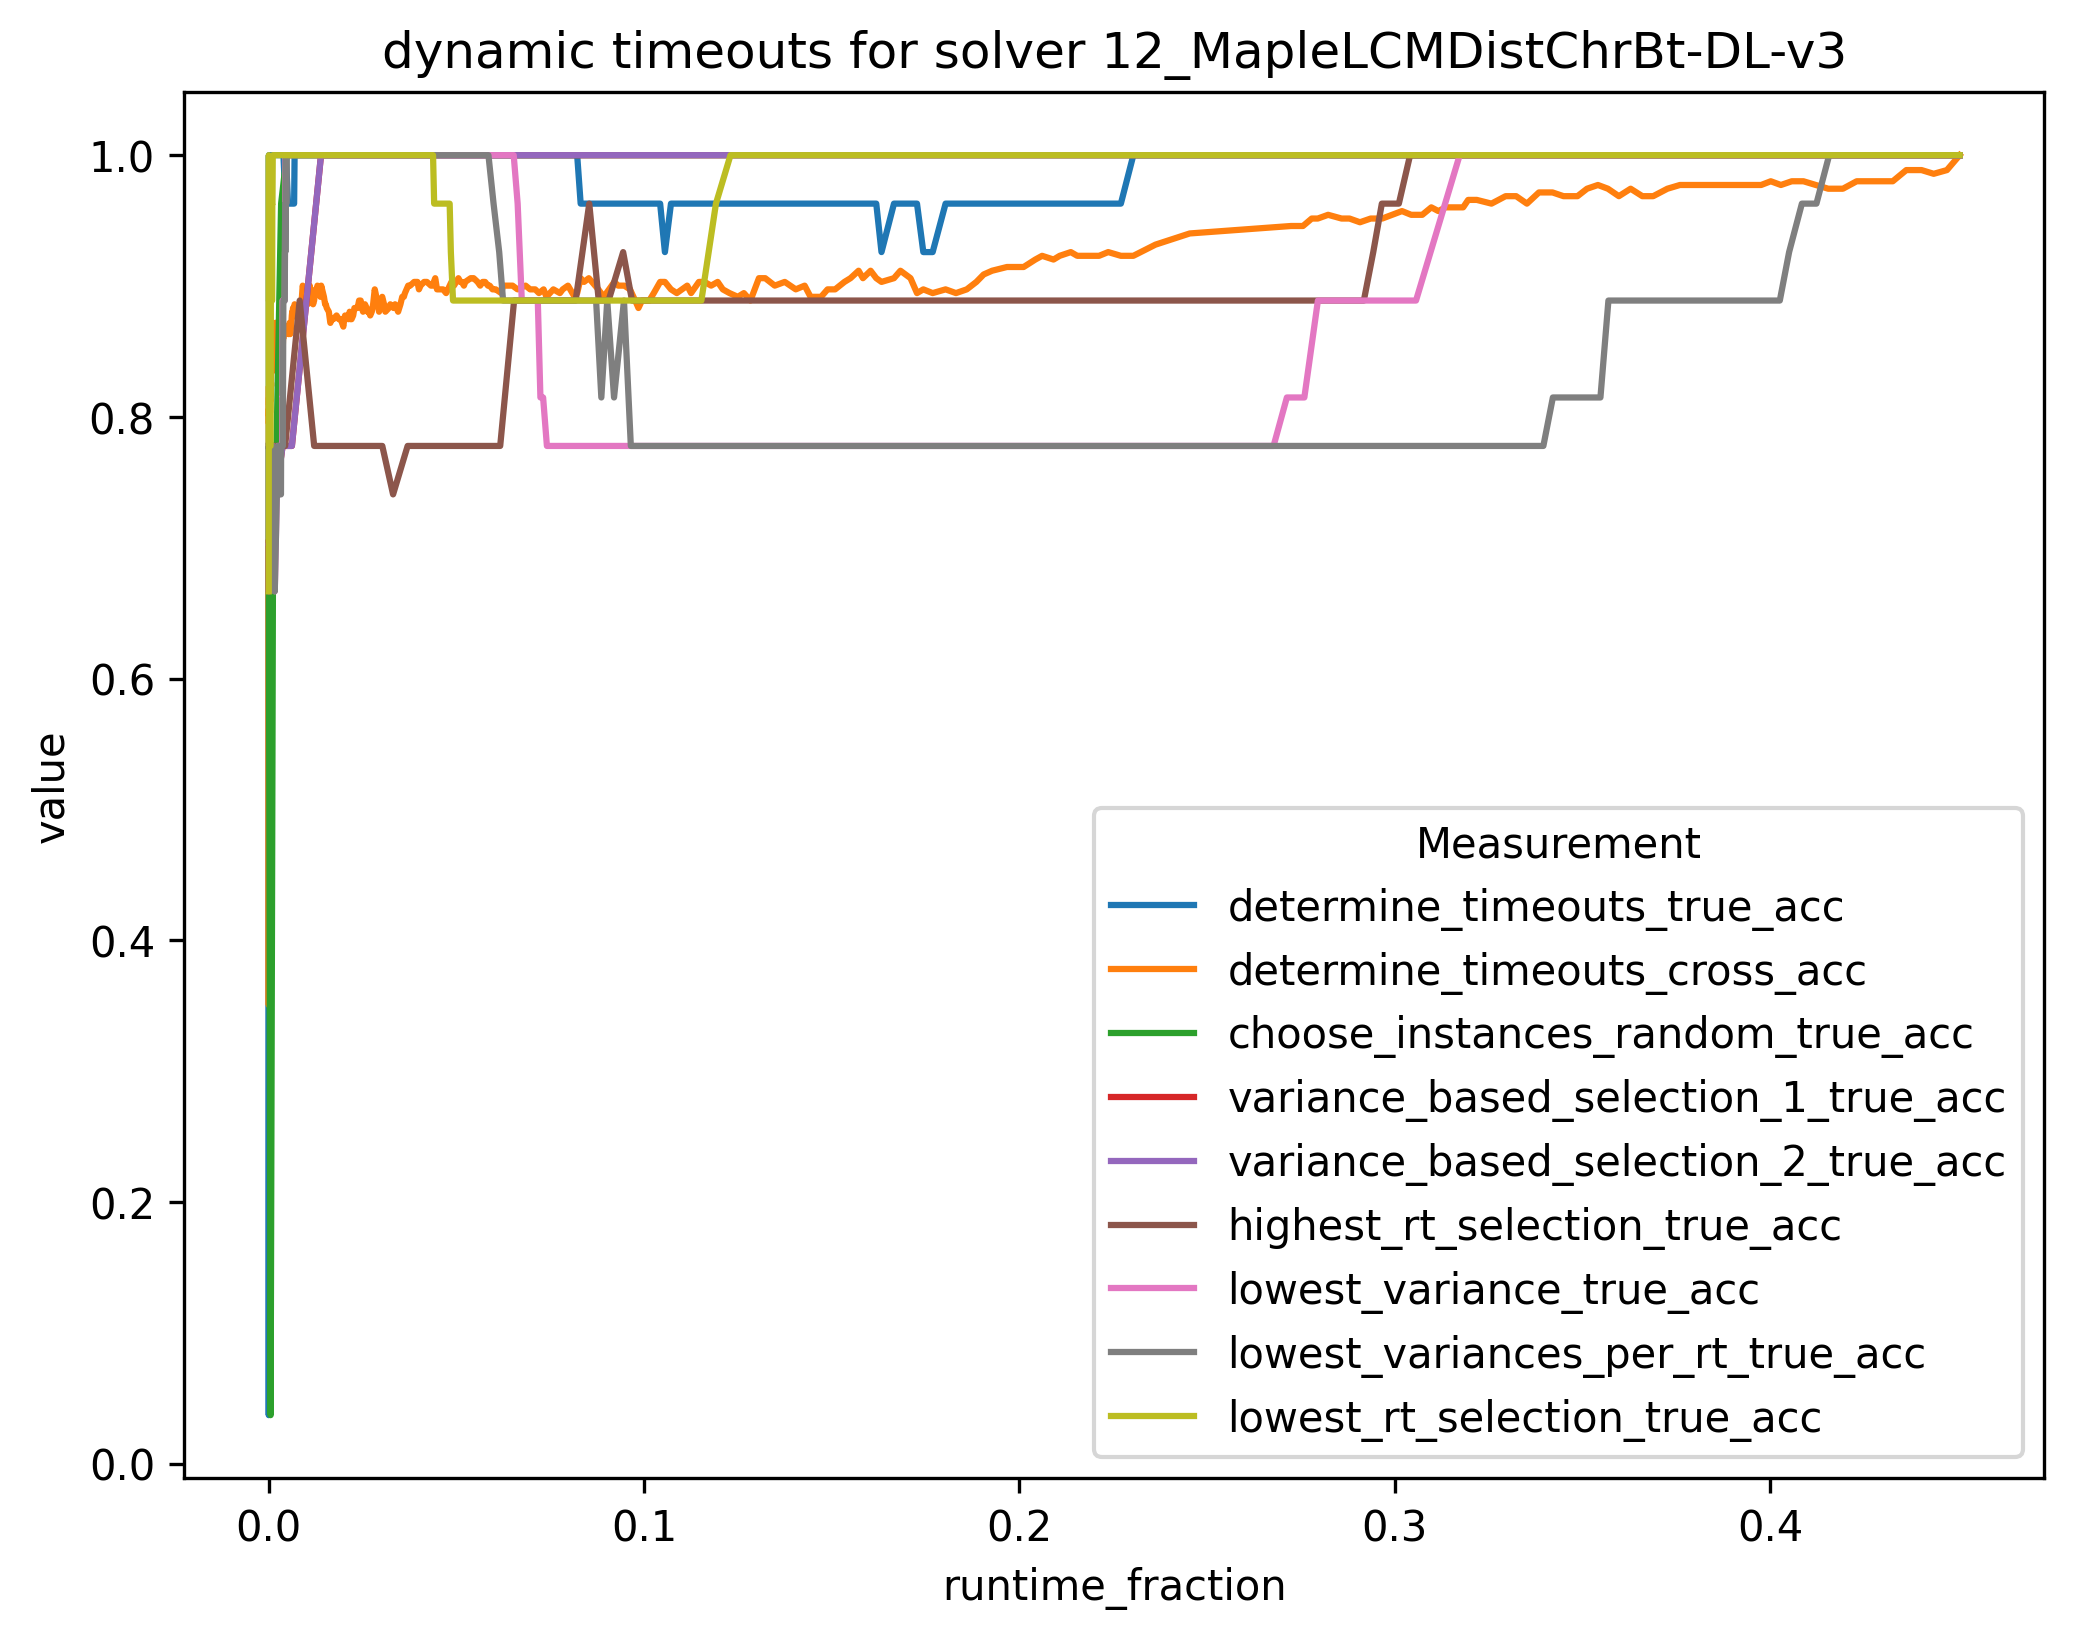 dynamic timeouts for solver 12_MapleLCMDistChrBt-DL-v3
1.0
0.8
0.6
0.4
0.2
0.0
value
Measurement
determine_timeouts_true_acc
determine_timeouts_cross_acc
choose_instances_random_true_acc
variance_based_selection_1_true_acc
variance_based_selection_2_true_acc
highest_rt_selection_true_acc
lowest_variance_true_acc
lowest_variances_per_rt_true_acc
lowest_rt_selection_true_acc
0.0 0.1 0.2 0.3 0.4
runtime_fraction